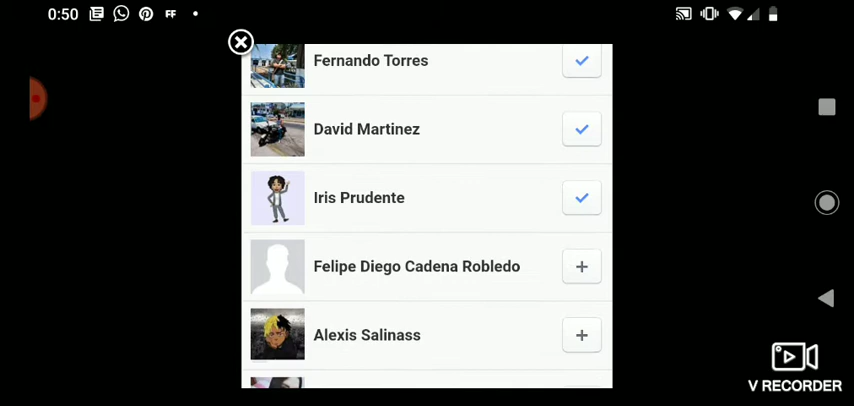 0:50
FF
Fernando Torres
David Martinez
Iris Prudente
Felipe Diego Cadena Robledo
Alexis Salinass
V RECORDER